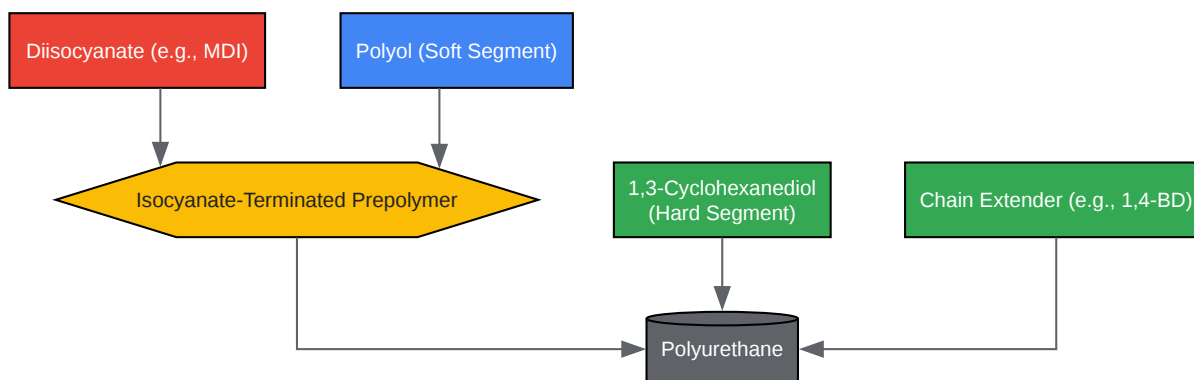 Diisocyanate (e.g., MDI)
Polyol (Soft Segment)
Isocyanate-Terminated Prepolymer
1,3-Cyclohexanediol
(Hard Segment)
Chain Extender (e.g., 1,4-BD)
Polyurethane